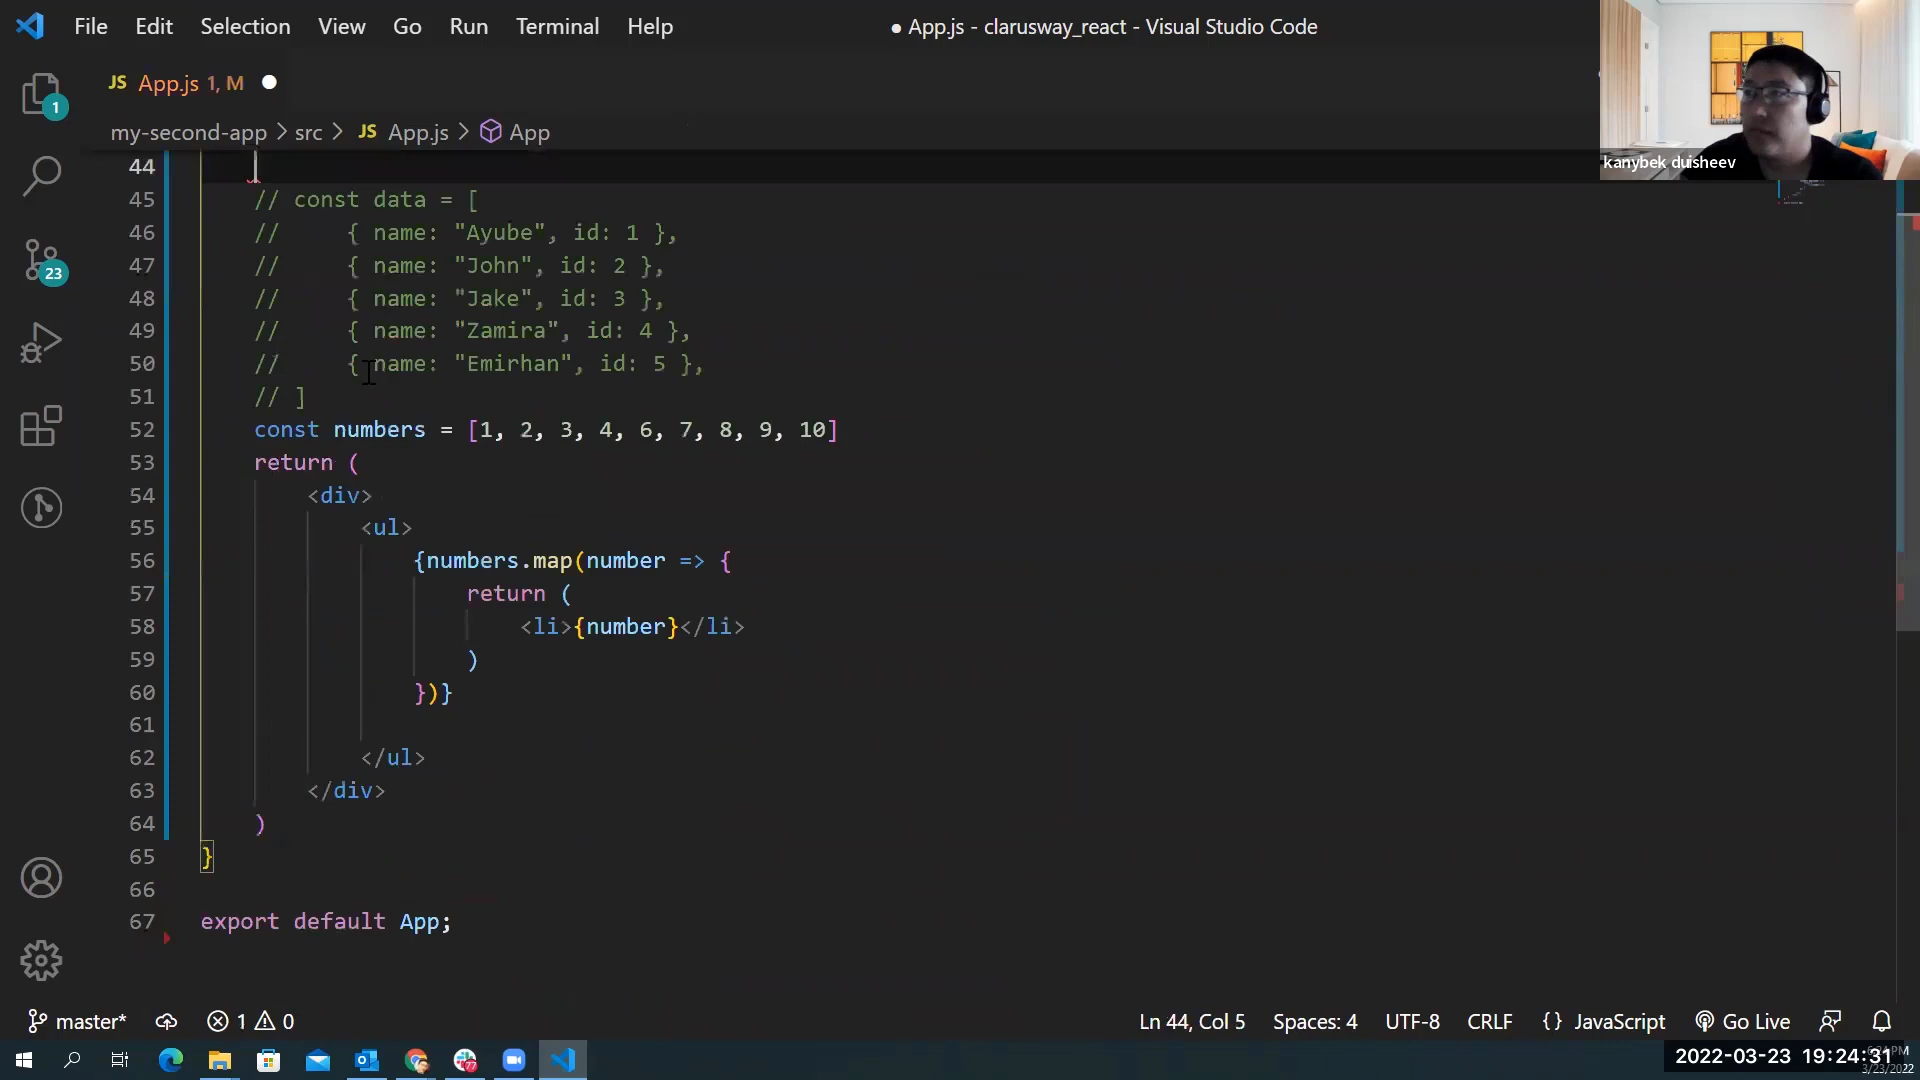 File Edit Selection View Go Run Terminal Help
● App.js - clarusway_react - Visual Studio Code
JS App.js 1, M
my-second-app > src > JS App.js > App
kanybek duisheev
44
45 // const data = [
46 //     { name: "Ayube", id: 1 },
47 //     { name: "John", id: 2 },
48 //     { name: "Jake", id: 3 },
49 //     { name: "Zamira", id: 4 },
50 //     { name: "Emirhan", id: 5 },
51 // ]
52 const numbers = [1, 2, 3, 4, 6, 7, 8, 9, 10]
53 return (
54 <div>
55 <ul>
56 {numbers.map(number => {
57 return (
58 <li>{number}</li>
59 )
60 })}
61
62 </ul>
63 </div>
64 )
65 }
66
67 export default App;
1
23
master* 1 0 Ln 44, Col 5 Spaces: 4 UTF-8 CRLF {} JavaScript Go Live
77
2022-03-23 19:24:31
3/23/2022